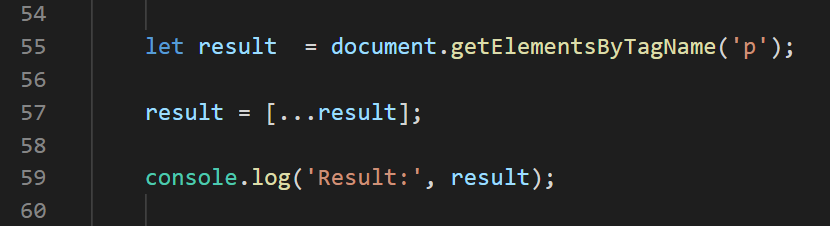 54
55 let result  = document.getElementsByTagName('p');
56
57 result = [...result];
58
59 console.log('Result:', result);
60